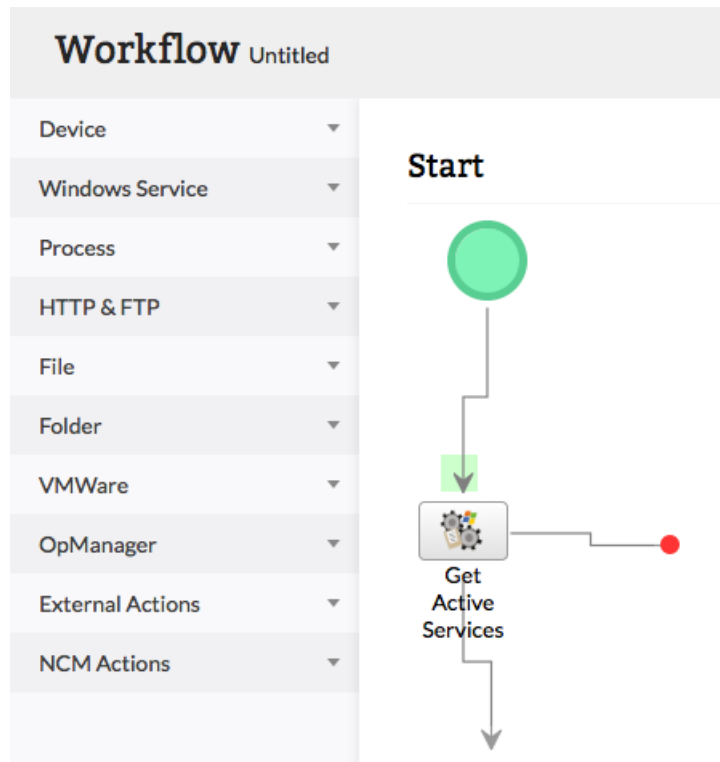 Workflow Untitled
Device
Windows Service
Process
HTTP & FTP
File
Folder
VMWare
OpManager
External Actions
NCM Actions
Start
Get
Active
Services